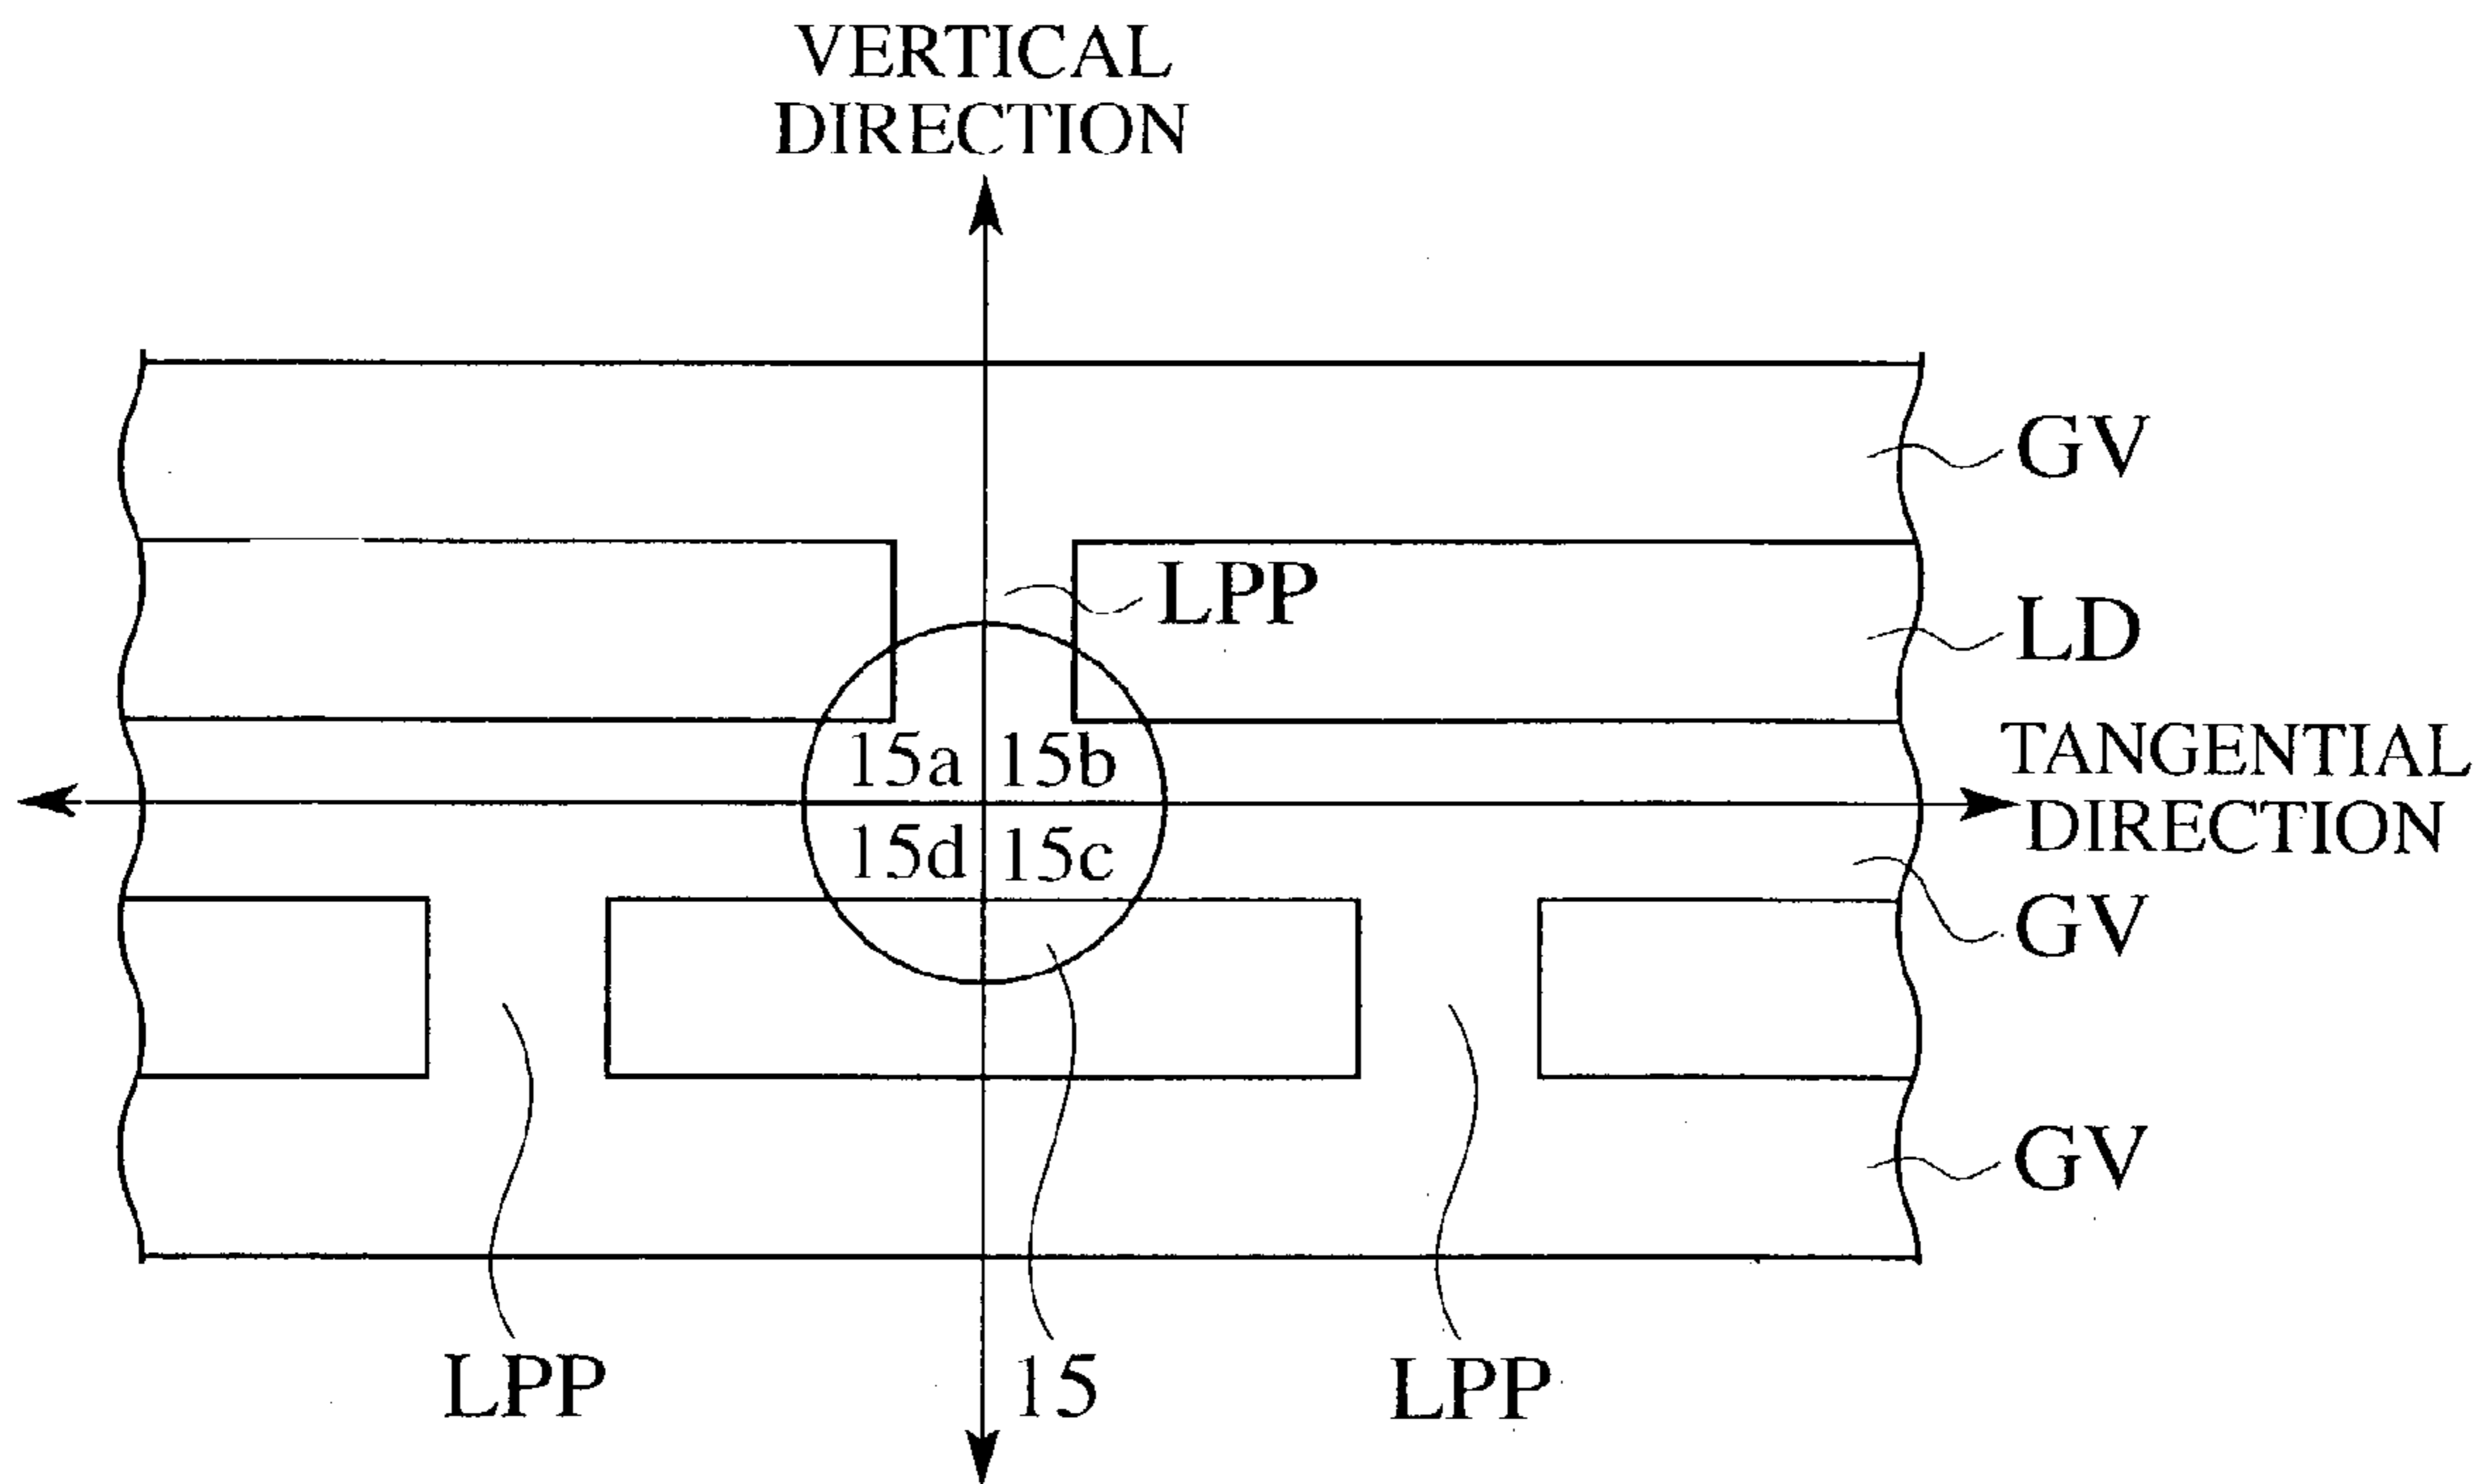 VERTICAL
DIRECTION
GV
LPP
LD
15a 15b
TANGENTIAL
DIRECTION
15d 15c
GV
GV
LPP
15
LPP